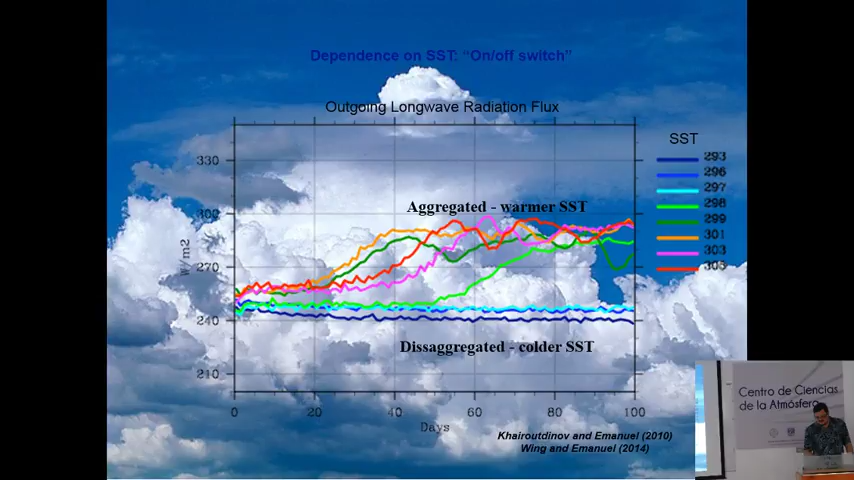 Dependence on SST: “On/off switch”
Outgoing Longwave Radiation Flux
SST
293
296
297
298
299
301
303
305
330
300
270
240
210
W/m2
Aggregated - warmer SST
Dissaggregated - colder SST
0 20 40 60 80 100
Days
Khairoutdinov and Emanuel (2010)
Wing and Emanuel (2014)
Centro de Ciencias
de la Atmósfera